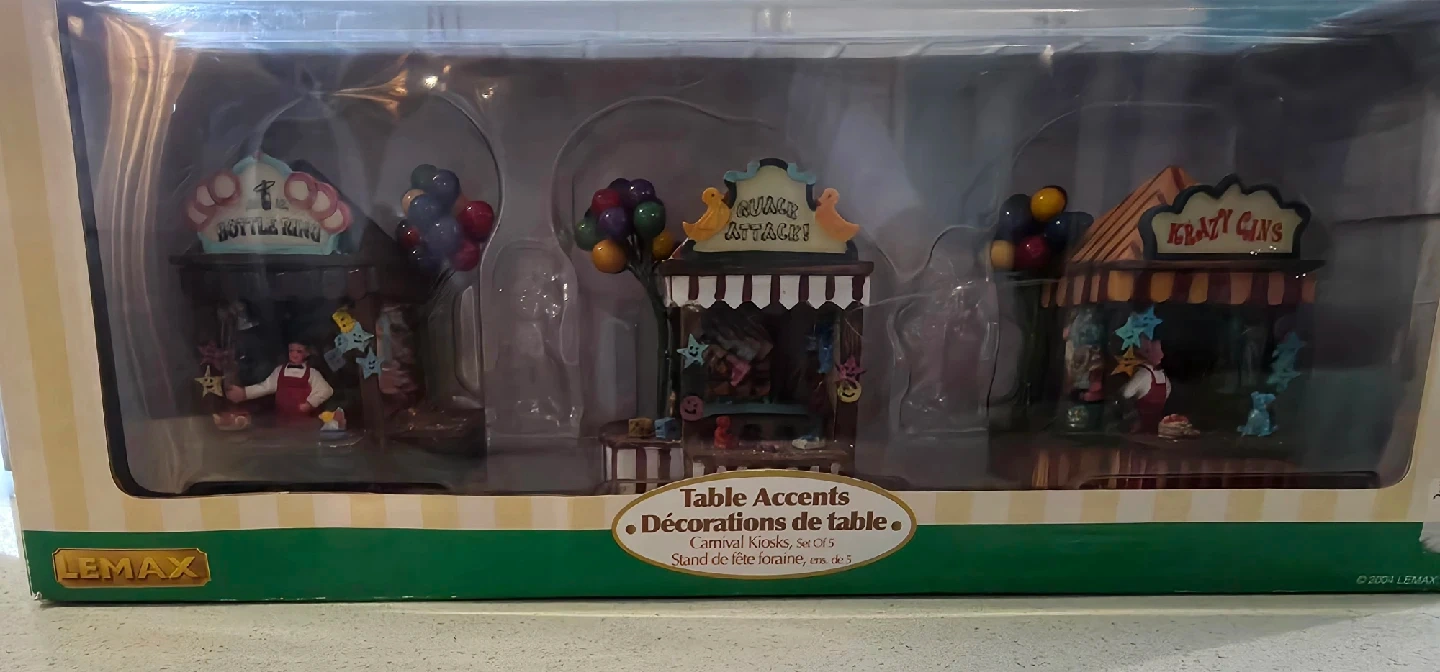 BOTTLE RING
QUACK
ATTACK!
KRAZY CANS
Table Accents
• Décorations de table •
Carnival Kiosks, Set Of 5
Stand de fête foraine, ens. de 5
LEMAX
© 2004 LEMAX